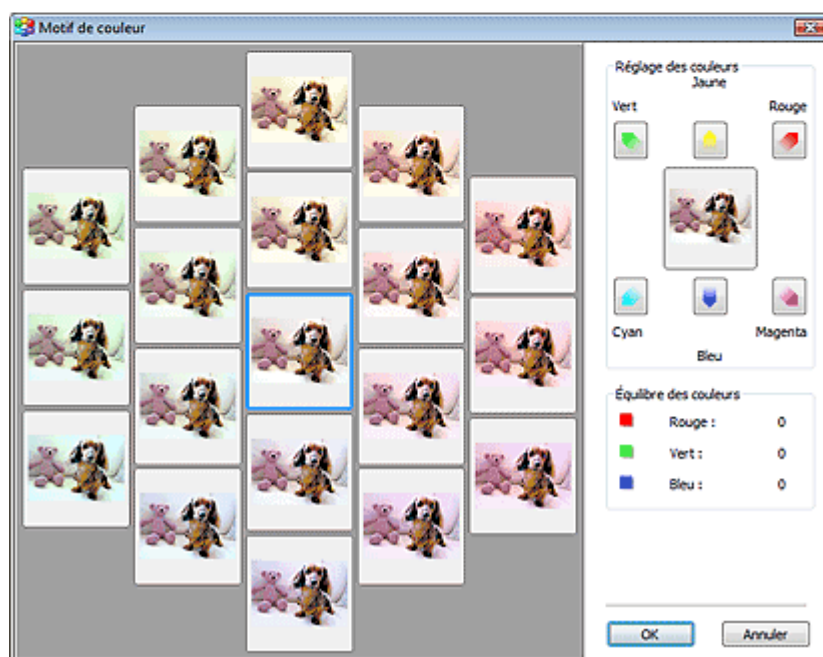 Motif de couleur
Réglage des couleurs
Jaune
Vert
Rouge
Cyan
Magenta
Bleu
Équilibre des couleurs
Rouge : 0
Vert : 0
Bleu : 0
OK
Annuler